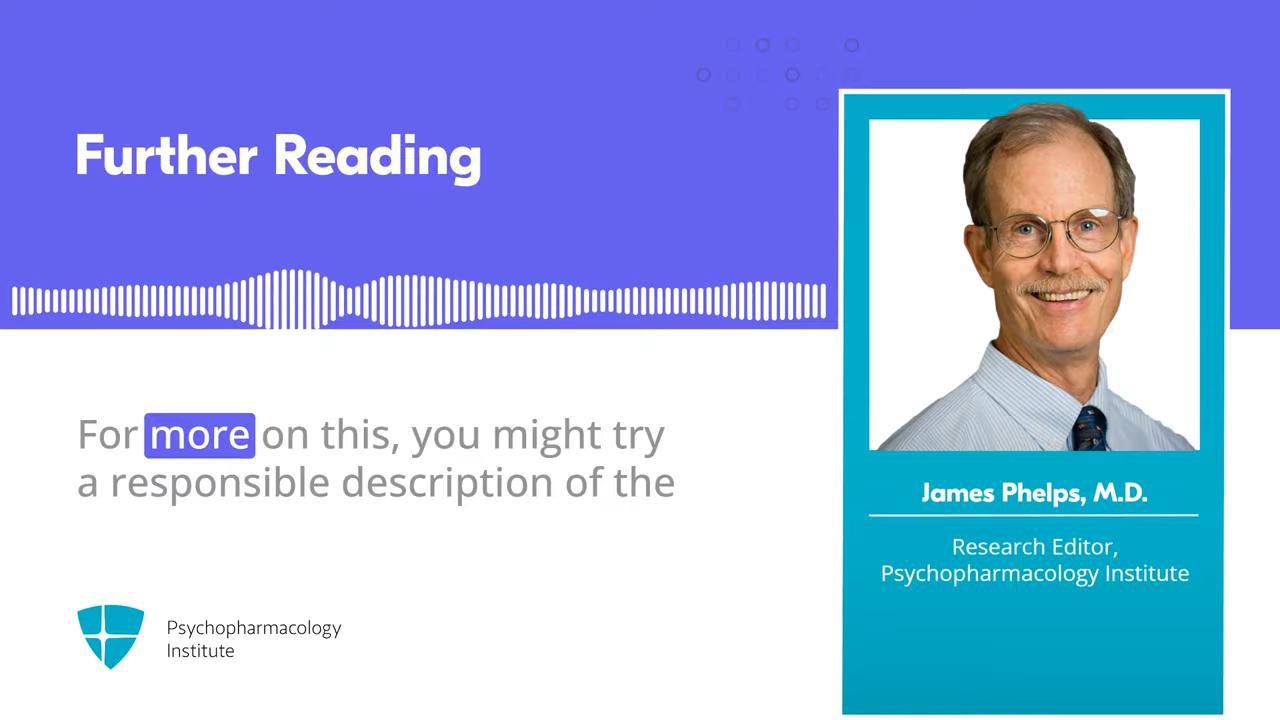 Further Reading
For more on this, you might try
a responsible description of the
James Phelps, M.D.
Research Editor,
Psychopharmacology Institute
Psychopharmacology
Institute